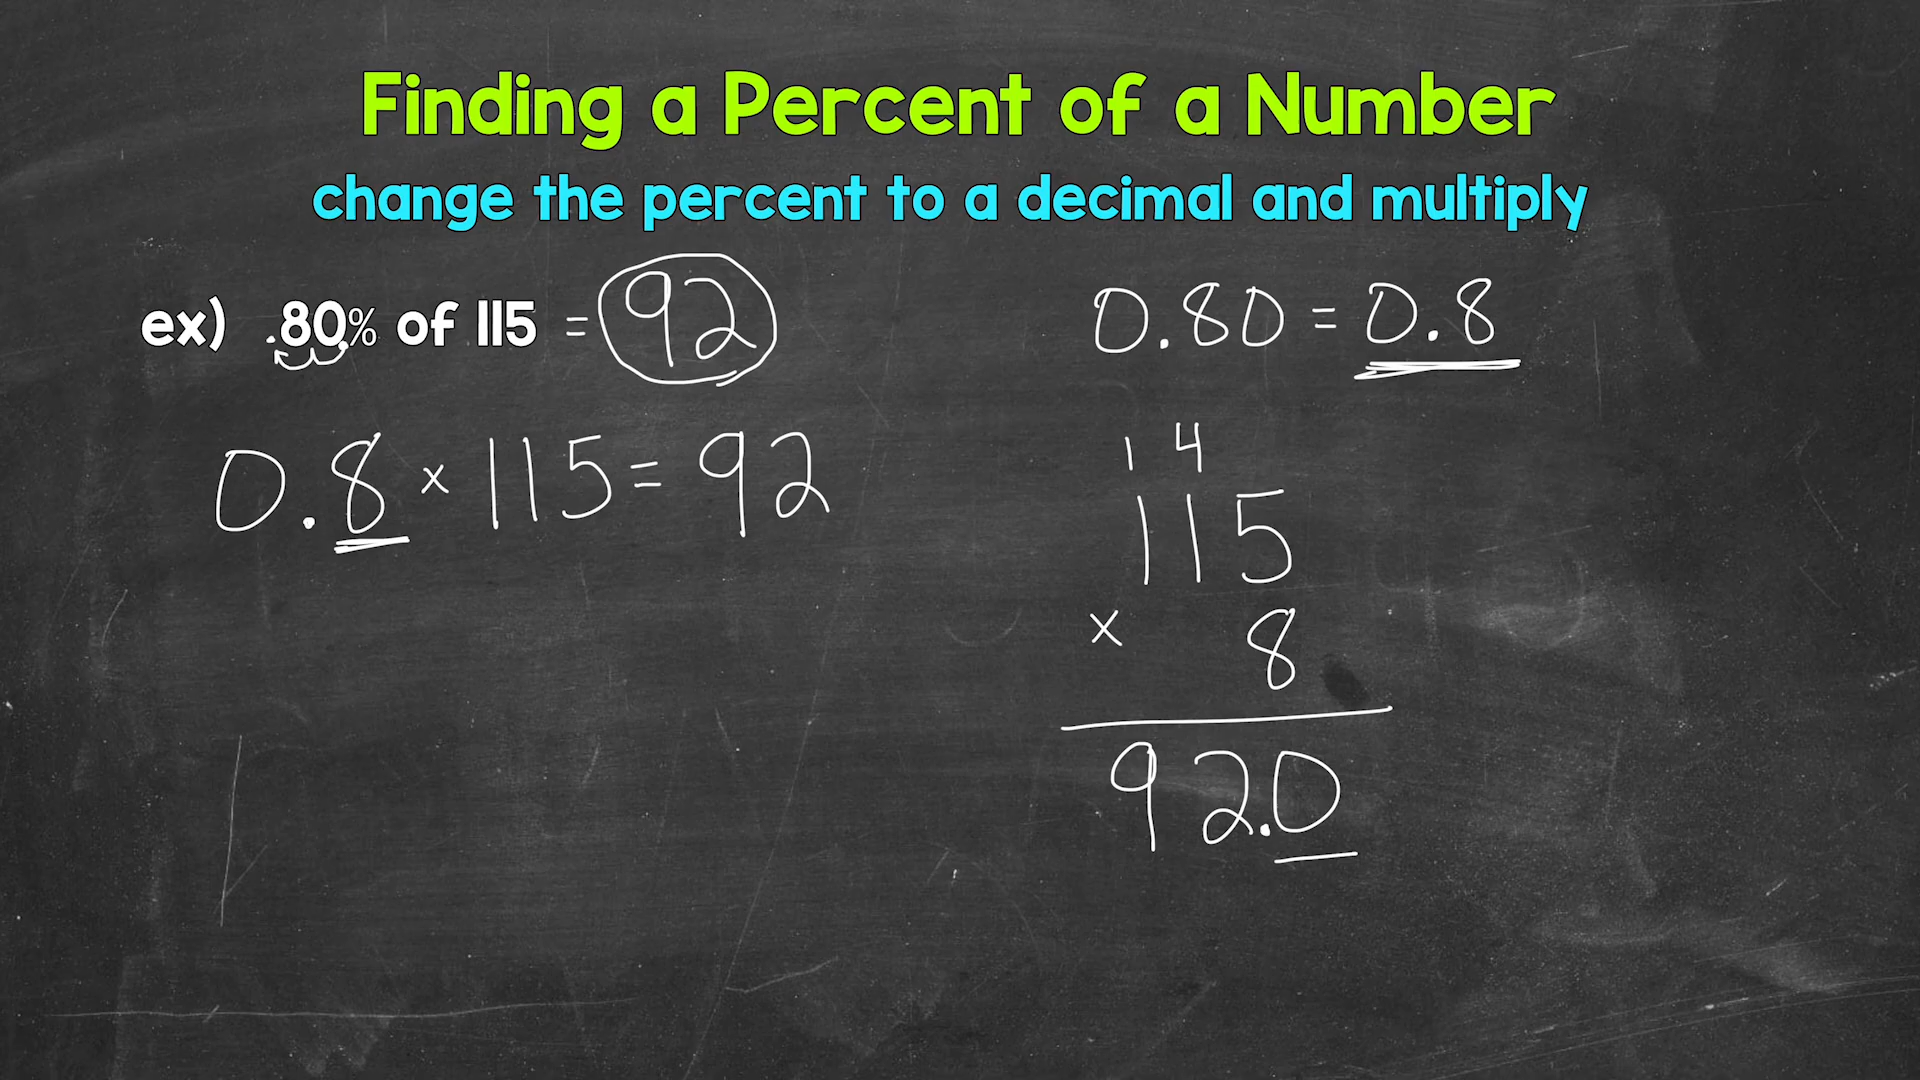 Finding a Percent of a Number
change the percent to a decimal and multiply
ex) .80.% of 115 = 92
0.80 = 0.8
0.8 × 115 = 92
1 4
115
× 8
92.0